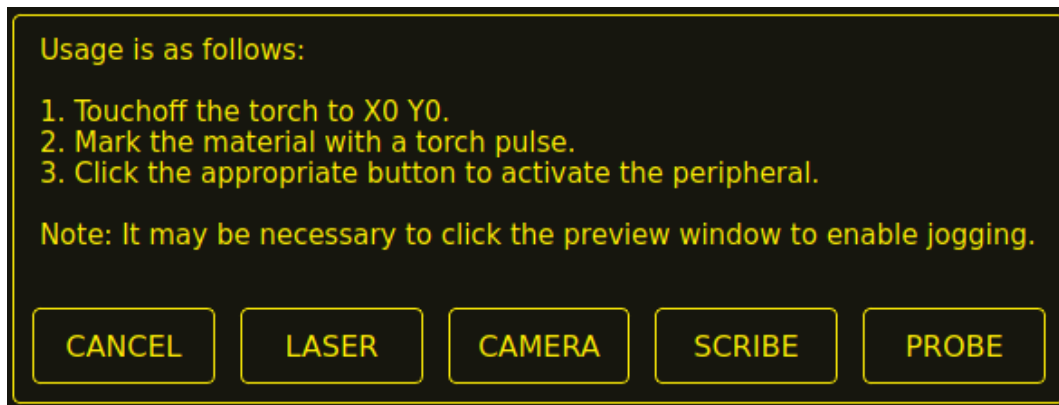 Usage is as follows:
1. Touchoff the torch to X0 Y0.
2. Mark the material with a torch pulse.
3. Click the appropriate button to activate the peripheral.
Note: It may be necessary to click the preview window to enable jogging.
CANCEL LASER CAMERA SCRIBE PROBE